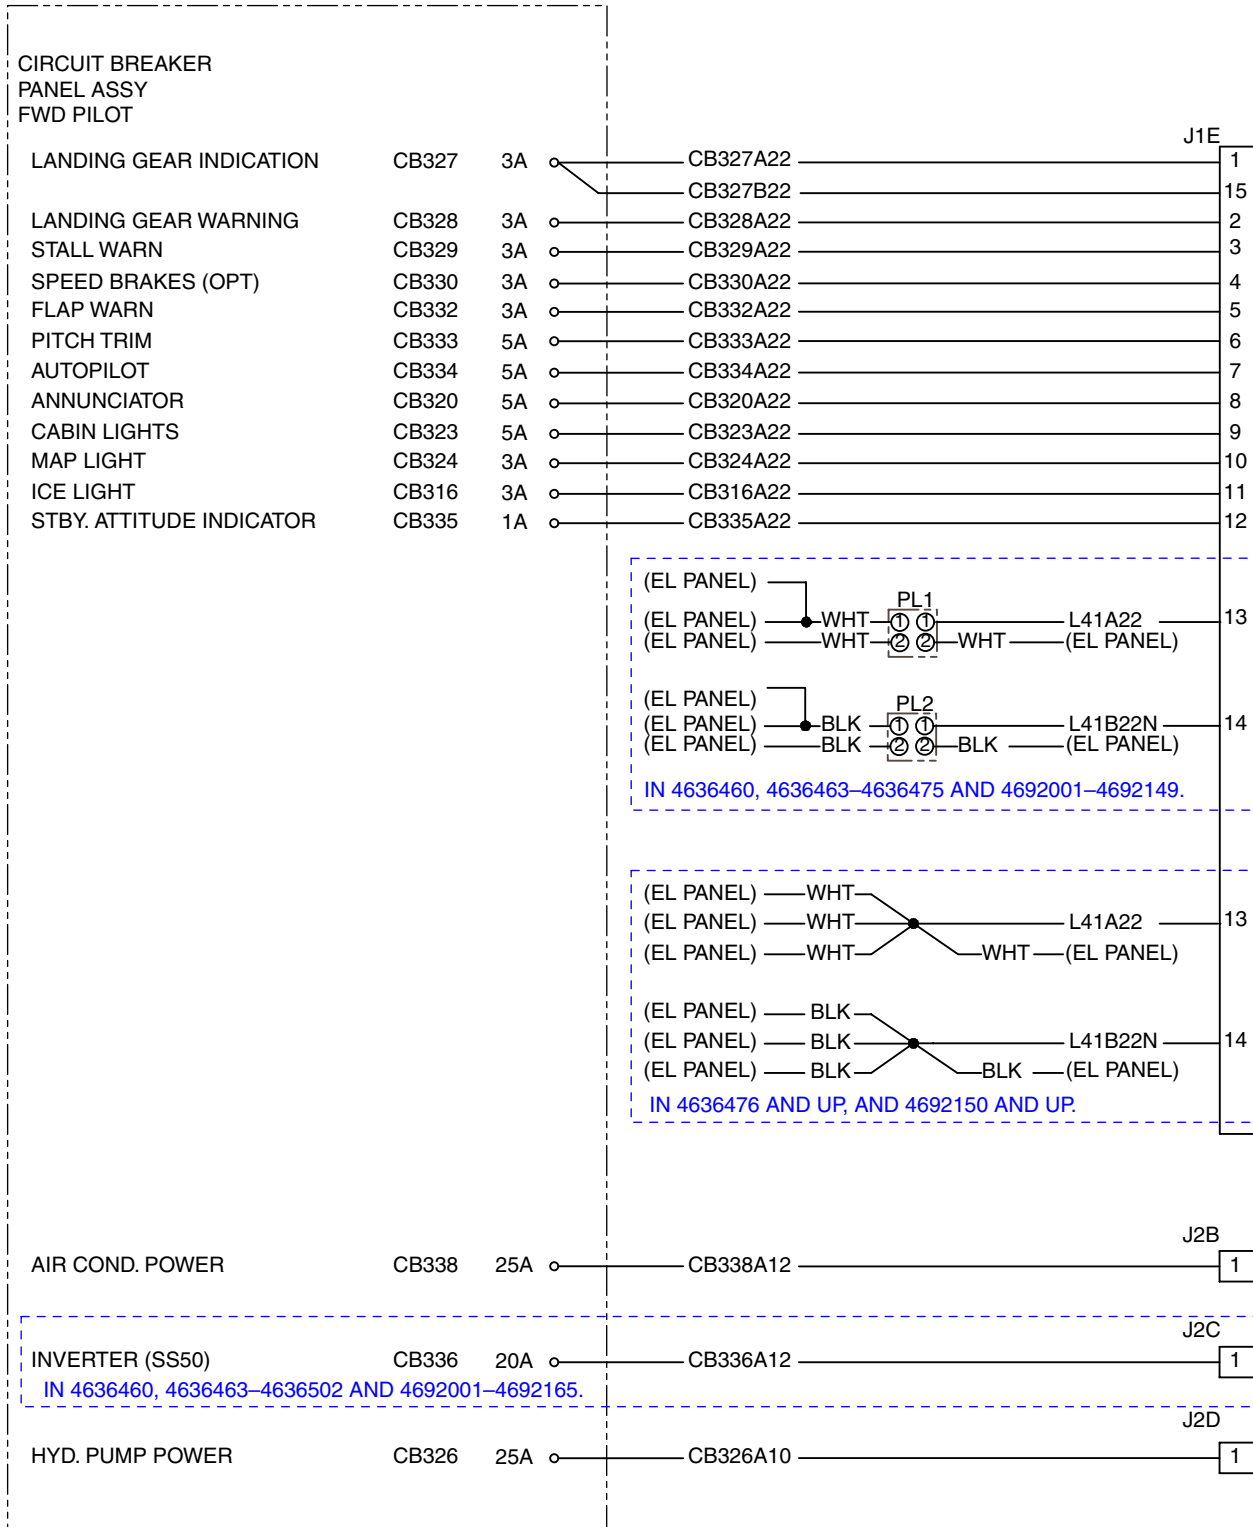 CIRCUIT BREAKER
PANEL ASSY
FWD PILOT
J1E
LANDING GEAR INDICATION CB327 3A CB327A22 1
CB327B22 15
LANDING GEAR WARNING CB328 3A CB328A22 2
STALL WARN CB329 3A CB329A22 3
SPEED BRAKES (OPT) CB330 3A CB330A22 4
FLAP WARN CB332 3A CB332A22 5
PITCH TRIM CB333 5A CB333A22 6
AUTOPILOT CB334 5A CB334A22 7
ANNUNCIATOR CB320 5A CB320A22 8
CABIN LIGHTS CB323 5A CB323A22 9
MAP LIGHT CB324 3A CB324A22 10
ICE LIGHT CB316 3A CB316A22 11
STBY. ATTITUDE INDICATOR CB335 1A CB335A22 12
(EL PANEL)
PL1
(EL PANEL) WHT 1 1 L41A22 13
(EL PANEL) WHT 2 2 WHT (EL PANEL)
(EL PANEL)
PL2
(EL PANEL) BLK 1 1 L41B22N 14
(EL PANEL) BLK 2 2 BLK (EL PANEL)
IN 4636460, 4636463–4636475 AND 4692001–4692149.
(EL PANEL) WHT
(EL PANEL) WHT L41A22 13
(EL PANEL) WHT WHT (EL PANEL)
(EL PANEL) BLK
(EL PANEL) BLK L41B22N 14
(EL PANEL) BLK BLK (EL PANEL)
IN 4636476 AND UP, AND 4692150 AND UP.
J2B
AIR COND. POWER CB338 25A CB338A12 1
J2C
INVERTER (SS50) CB336 20A CB336A12 1
IN 4636460, 4636463–4636502 AND 4692001–4692165.
J2D
HYD. PUMP POWER CB326 25A CB326A10 1